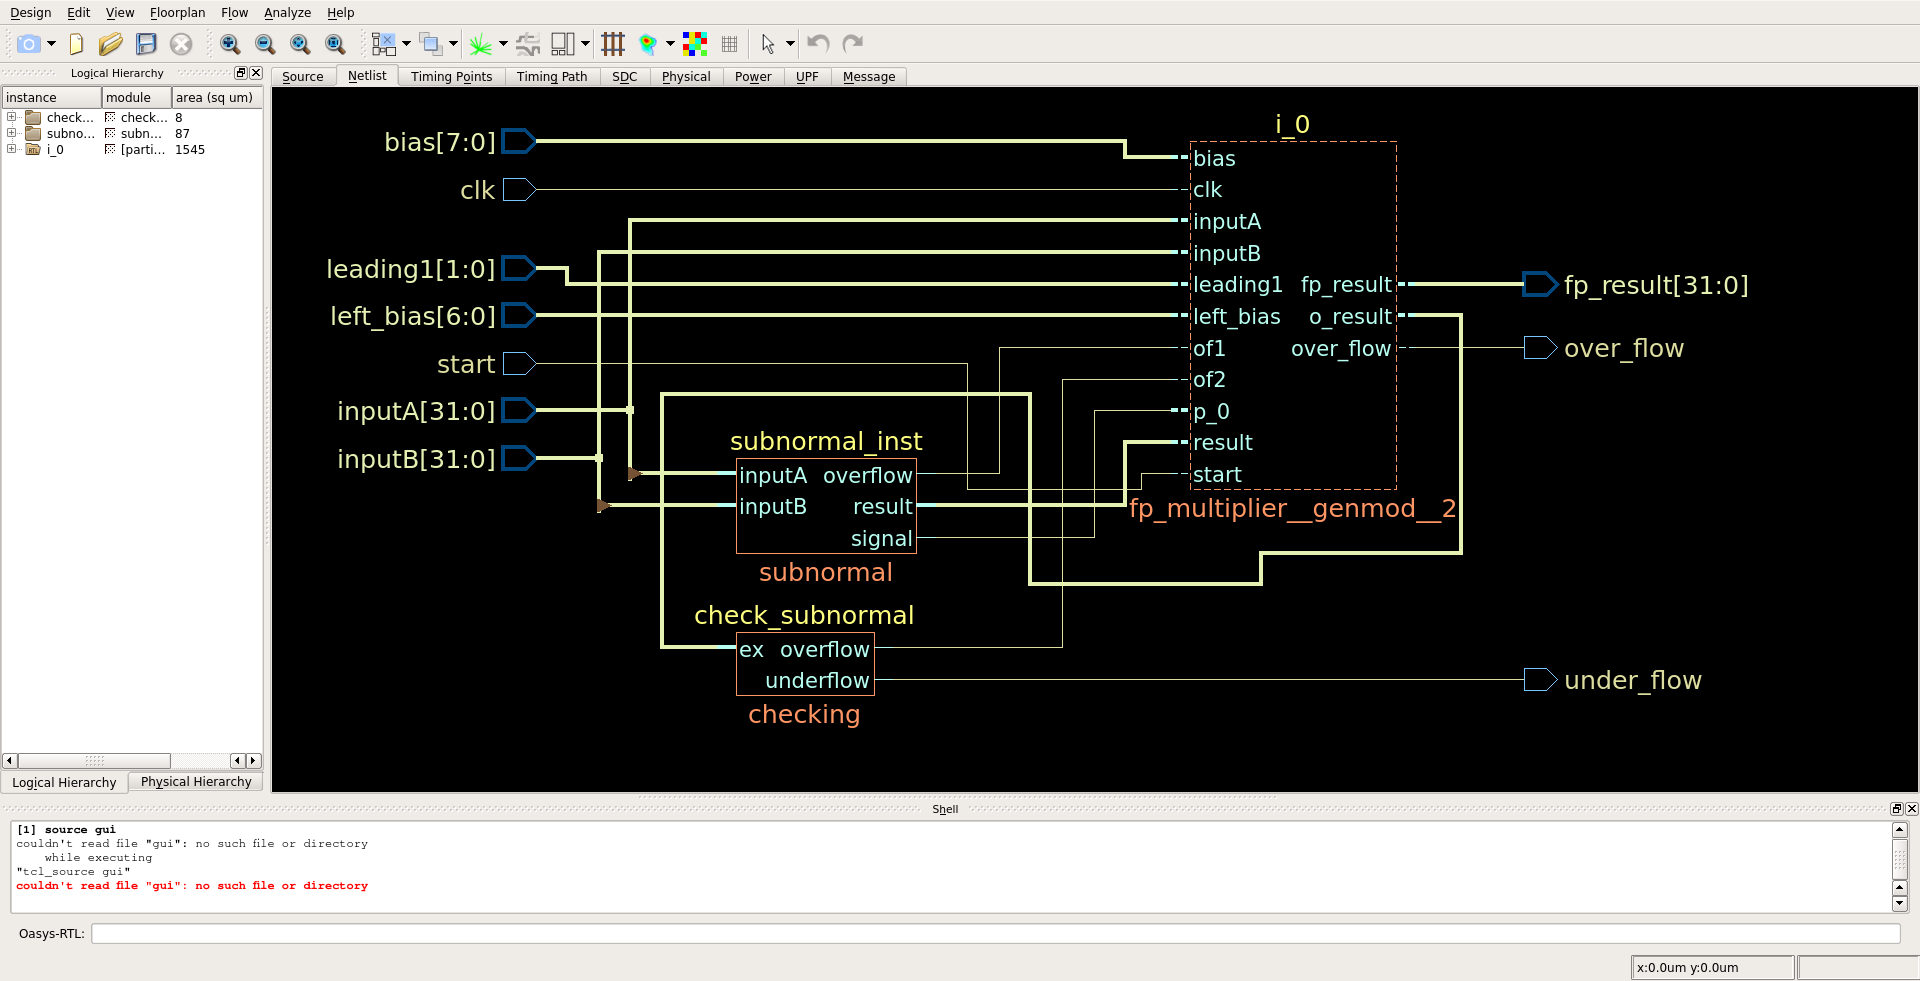 Design Edit View Floorplan Flow Analyze Help
Logical Hierarchy
Source Netlist Timing Points Timing Path SDC Physical Power UPF Message
instance module area (sq um)
check... check... 8
subno... subn... 87
i_0 [parti... 1545
i_0
bias[7:0] bias
clk clk
inputA
inputB
leading1[1:0] leading1 fp_result fp_result[31:0]
left_bias[6:0] left_bias o_result
of1 over_flow over_flow
start
of2
inputA[31:0] p_0
subnormal_inst result
inputB[31:0]
inputA overflow start
inputB result fp_multiplier__genmod__2
signal
subnormal
check_subnormal
ex overflow
underflow under_flow
checking
Logical Hierarchy Physical Hierarchy
Shell
[1] source gui
couldn't read file "gui": no such file or directory
while executing
"tcl_source gui"
couldn't read file "gui": no such file or directory
Oasys-RTL:
x:0.0um y:0.0um